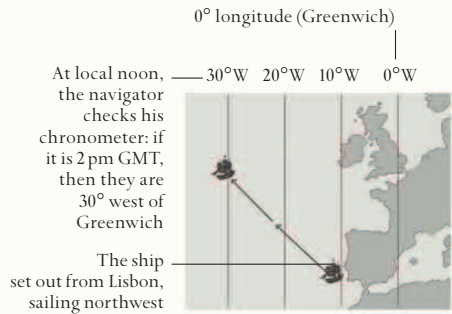 0° longitude (Greenwich)
30°W 20°W 10°W 0°W
At local noon,
the navigator
checks his
chronometer: if
it is 2 pm GMT,
then they are
30° west of
Greenwich
The ship
set out from Lisbon,
sailing northwest